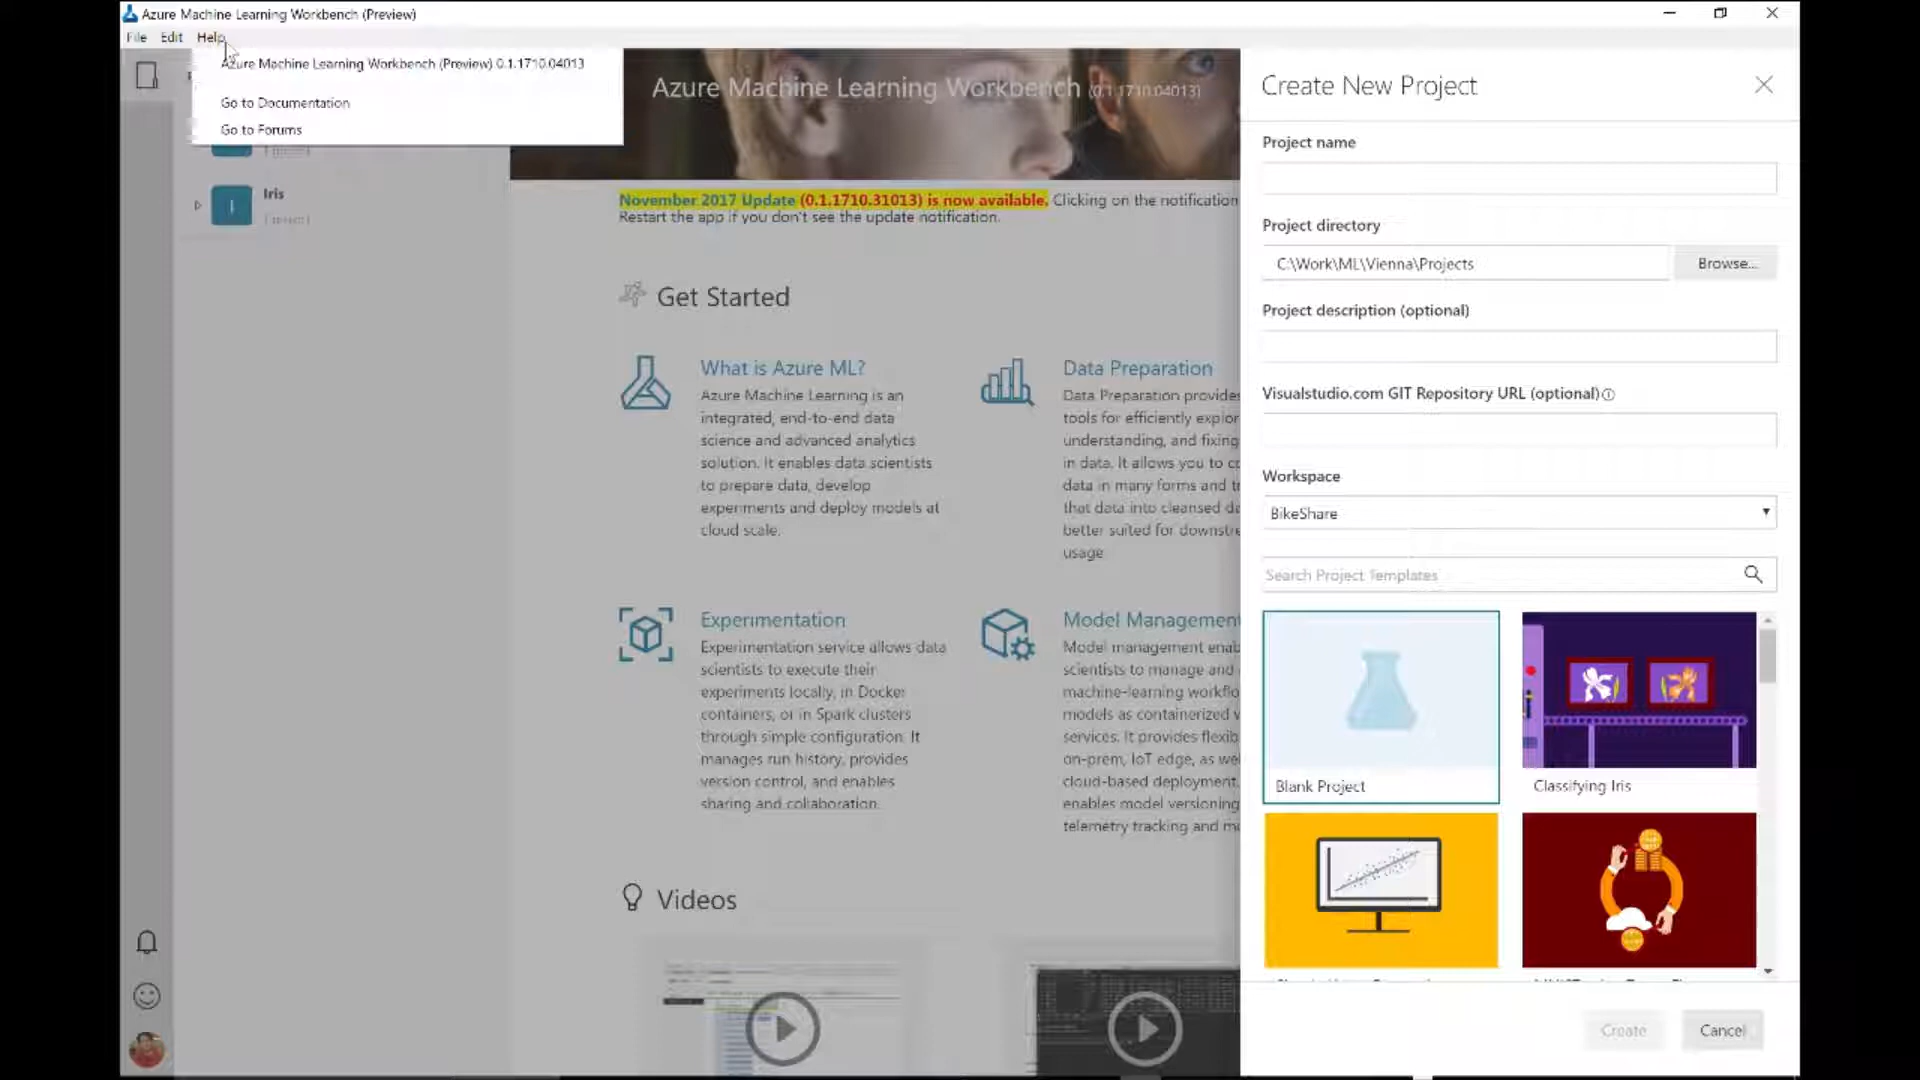 Azure Machine Learning Workbench (Preview)
File Edit Help
Azure Machine Learning Workbench (Preview) 0.1.1710.04013
Go to Documentation
Go to Forums
I
Iris
Azure Machine Learning Workbench (0.1.1710.04013)
November 2017 Update (0.1.1710.31013) is now available. Clicking on the notification
Restart the app if you don't see the update notification.
Get Started
What is Azure ML?
Azure Machine Learning is an
integrated, end-to-end data
science and advanced analytics
solution. It enables data scientists
to prepare data, develop
experiments and deploy models at
cloud scale.
Data Preparation
Data Preparation provides
tools for efficiently explor
understanding, and fixing
in data. It allows you to co
data in many forms and tr
that data into cleansed da
better suited for downstre
usage
Experimentation
Experimentation service allows data
scientists to execute their
experiments locally, in Docker
containers, or in Spark clusters
through simple configuration. It
manages run history, provides
version control, and enables
sharing and collaboration.
Model Management
Model management enab
scientists to manage and
machine-learning workflo
models as containerized w
services. It provides flexib
on-prem, IoT edge, as we
cloud-based deployment.
enables model versioning
telemetry tracking and mo
Videos
Create New Project
Project name
Project directory
C:\Work\ML\Vienna\Projects
Browse...
Project description (optional)
Visualstudio.com GIT Repository URL (optional)
Workspace
BikeShare
Search Project Templates
Blank Project
Classifying Iris
Create
Cancel